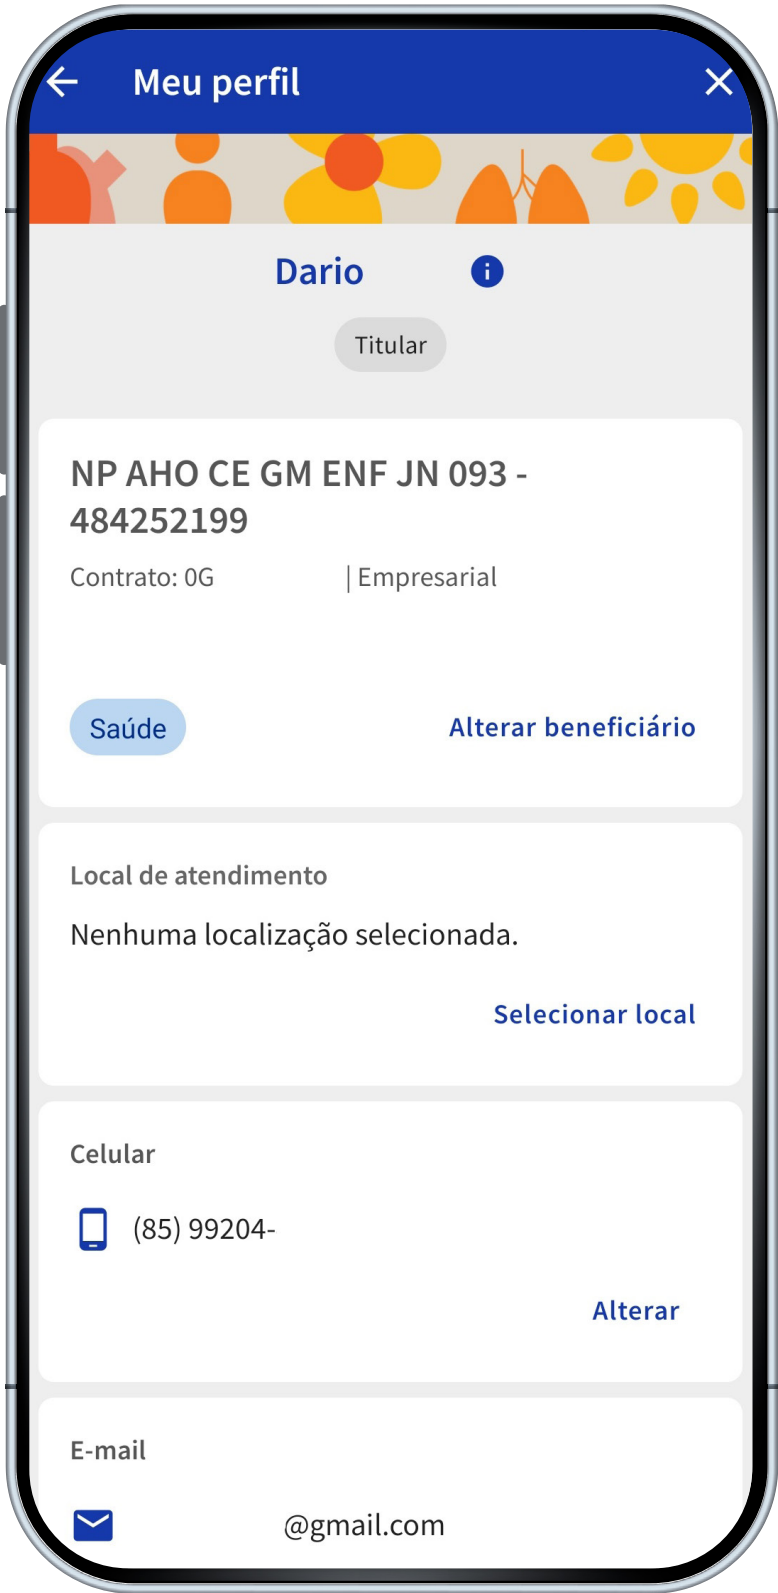 Meu perfil
Dario
Titular
NP AHO CE GM ENF JN 093 -
484252199
Contrato: 0G | Empresarial
Saúde
Alterar beneficiário
Local de atendimento
Nenhuma localização selecionada.
Selecionar local
Celular
(85) 99204-
Alterar
E-mail
@gmail.com